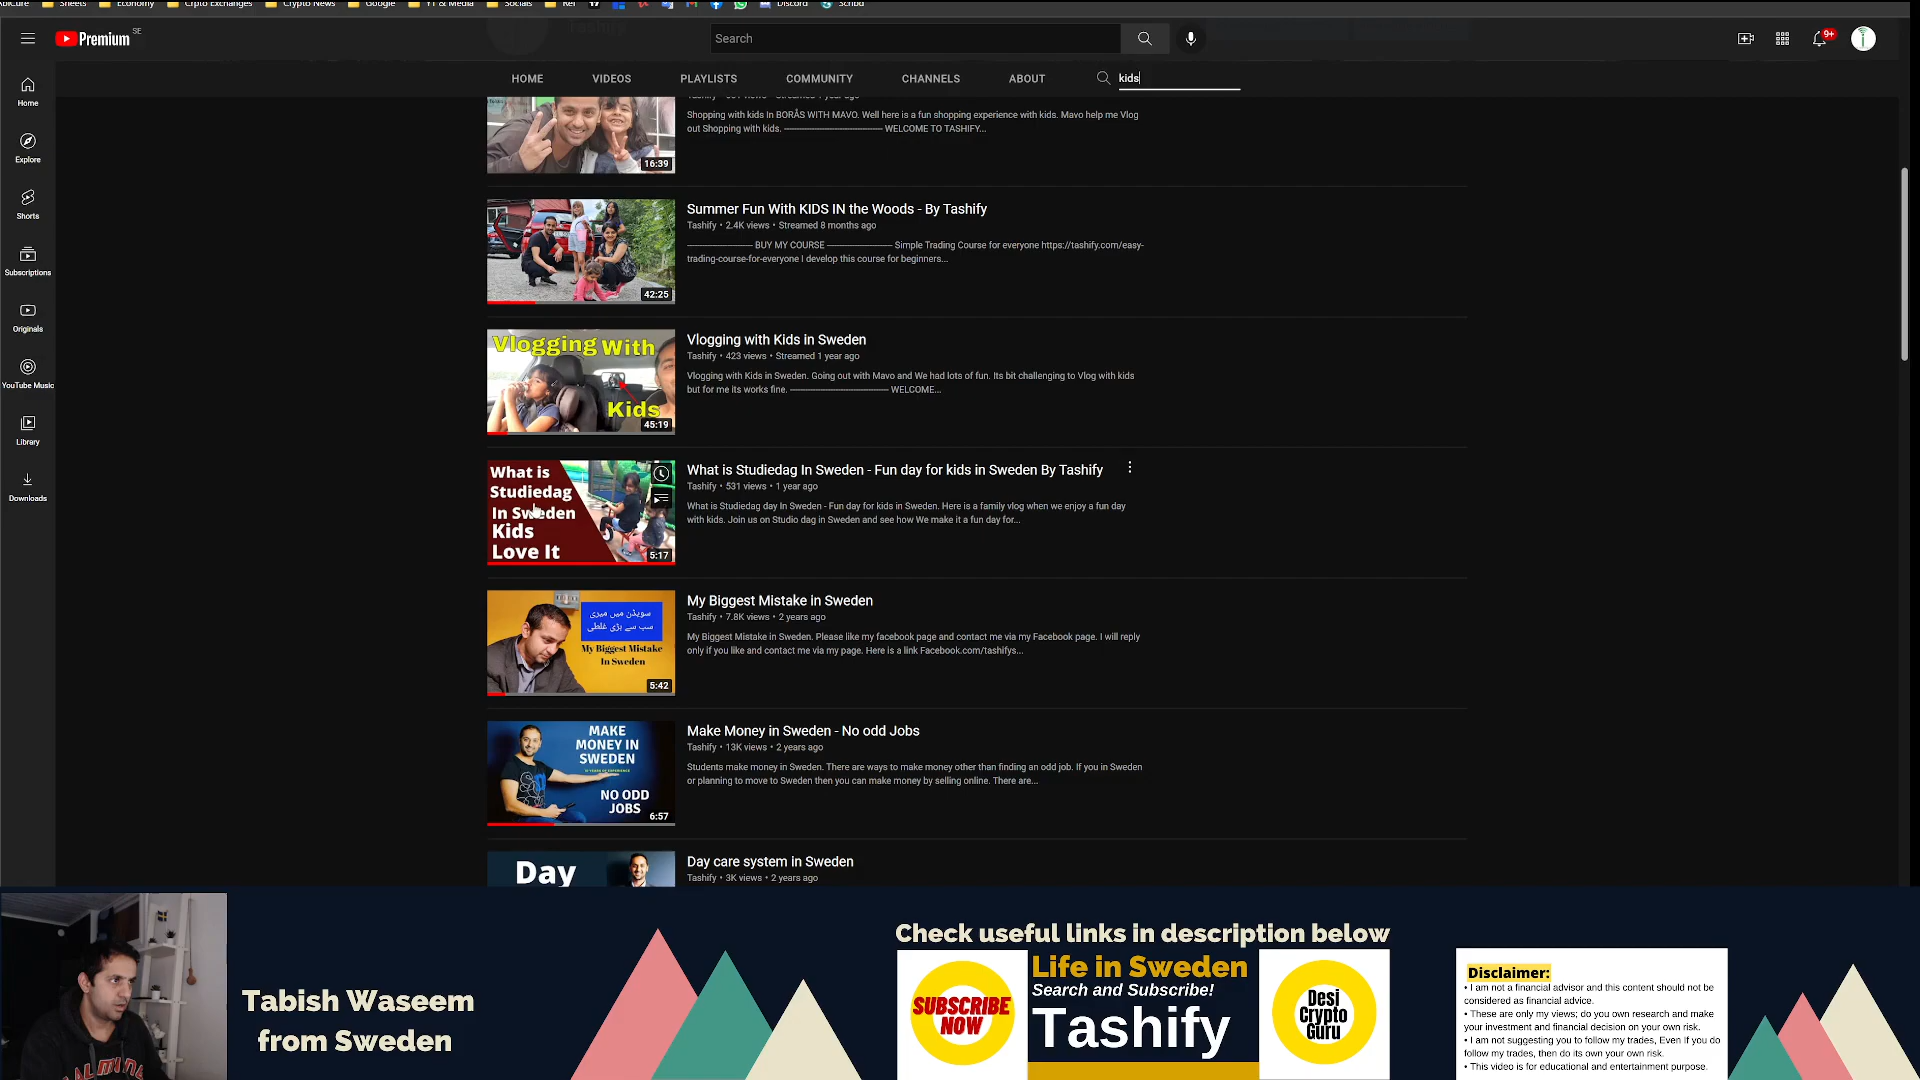 Sheets
Economy
Crpto Exchanges
Crypto News
Google
YT & Media
Socials
Discord
Scribd
Premium SE
Search
9+
HOME
VIDEOS
PLAYLISTS
COMMUNITY
CHANNELS
ABOUT
kids
Home
Explore
Shorts
Subscriptions
Originals
YouTube Music
Library
Downloads
16:39
Shopping with kids In BORÅS WITH MAVO. Well here is a fun shopping experience with kids. Mavo help me Vlog
out Shopping with kids. ---------------------------------- WELCOME TO TASHIFY...
42:25
Summer Fun With KIDS IN the Woods - By Tashify
Tashify • 2.4K views • Streamed 8 months ago
---------------------- BUY MY COURSE ---------------------- Simple Trading Course for everyone https://tashify.com/easy-
trading-course-for-everyone I develop this course for beginners...
Vlogging With
Kids
45:19
Vlogging with Kids in Sweden
Tashify • 423 views • Streamed 1 year ago
Vlogging with Kids in Sweden. Going out with Mavo and We had lots of fun. Its bit challenging to Vlog with kids
but for me its works fine. ---------------------------------- WELCOME...
What is
Studiedag
In Sweden
Kids
Love It
5:17
What is Studiedag In Sweden - Fun day for kids in Sweden By Tashify
Tashify • 531 views • 1 year ago
What is Studiedag day In Sweden - Fun day for kids in Sweden. Here is a family vlog when we enjoy a fun day
with kids. Join us on Studio dag in Sweden and see how We make it a fun day for...
سویڈن میں میری
سب سے بڑی غلطی
My Biggest Mistake
In Sweden
5:42
My Biggest Mistake in Sweden
Tashify • 7.8K views • 2 years ago
My Biggest Mistake in Sweden. Please like my facebook page and contact me via my Facebook page. I will reply
only if you like and contact me via my page. Here is a link Facebook.com/tashifys...
MAKE
MONEY IN
SWEDEN
NO ODD
JOBS
6:57
Make Money in Sweden - No odd Jobs
Tashify • 13K views • 2 years ago
Students make money in Sweden. There are ways to make money other than finding an odd job. If you in Sweden
or planning to move to Sweden then you can make money by selling online. There are...
Day
Day care system in Sweden
Tashify • 3K views • 2 years ago
Tabish Waseem
from Sweden
Check useful links in description below
SUBSCRIBE
NOW
Life in Sweden
Search and Subscribe!
Tashify
Desi
Crypto
Guru
Disclaimer:
• I am not a financial advisor and this content should not be
considered as financial advice.
• These are only my views; do you own research and make
your investment and financial decision on your own risk.
• I am not suggesting you to follow my trades, Even if you do
follow my trades, then do its own your own risk.
• This video is for educational and entertainment purpose.